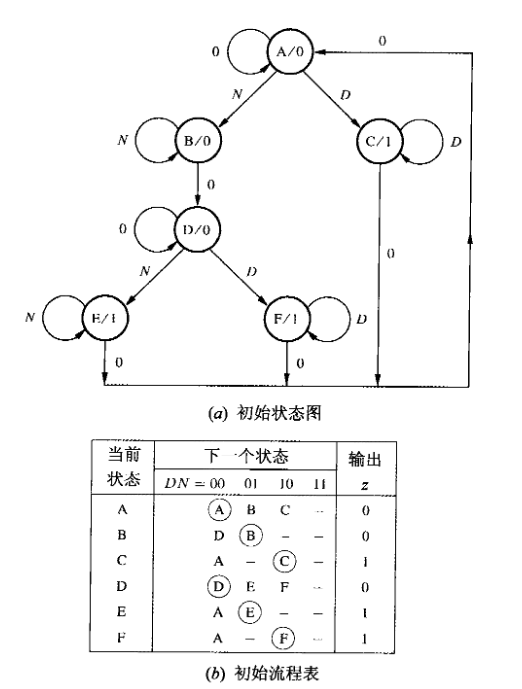 0
A/0
0
N
D
N
B/0
C/1
D
0
0
D/0
0
N
D
N
E/1
F/1
D
0
0
(a) 初始状态图
当前状态 下一个状态 输出
DN = 00 01 10 11 z
A Ⓐ B C – 0
B D Ⓑ – – 0
C A – Ⓒ – 1
D Ⓓ E F – 0
E A Ⓔ – – 1
F A – Ⓕ – 1
(b) 初始流程表